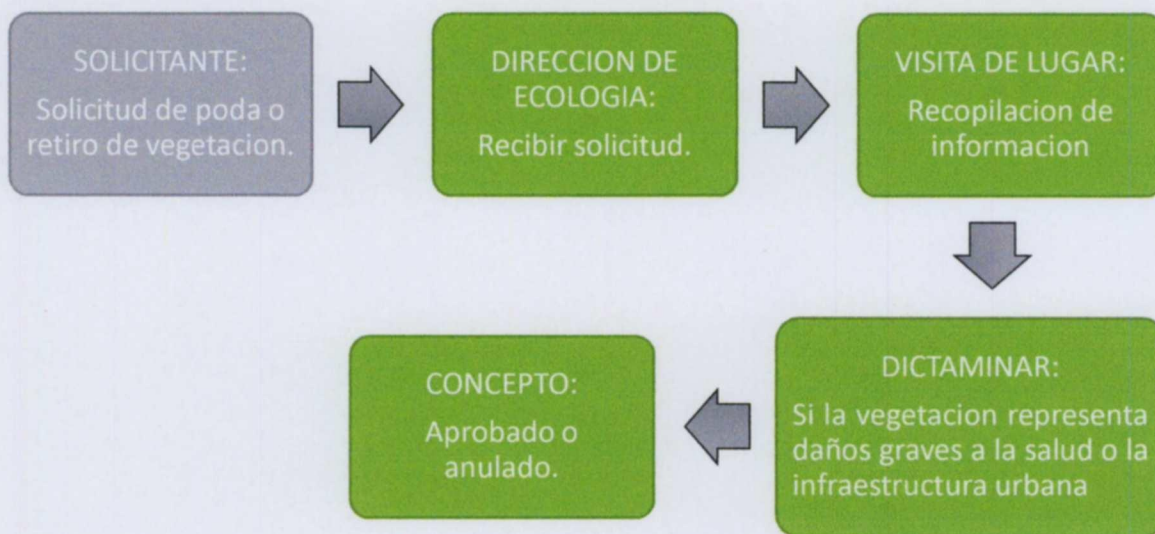 SOLICITANTE:
Solicitud de poda o
retiro de vegetacion.
DIRECCION DE
ECOLOGIA:
Recibir solicitud.
VISITA DE LUGAR:
Recopilacion de
informacion
DICTAMINAR:
Si la vegetacion representa
daños graves a la salud o la
infraestructura urbana
CONCEPTO:
Aprobado o
anulado.